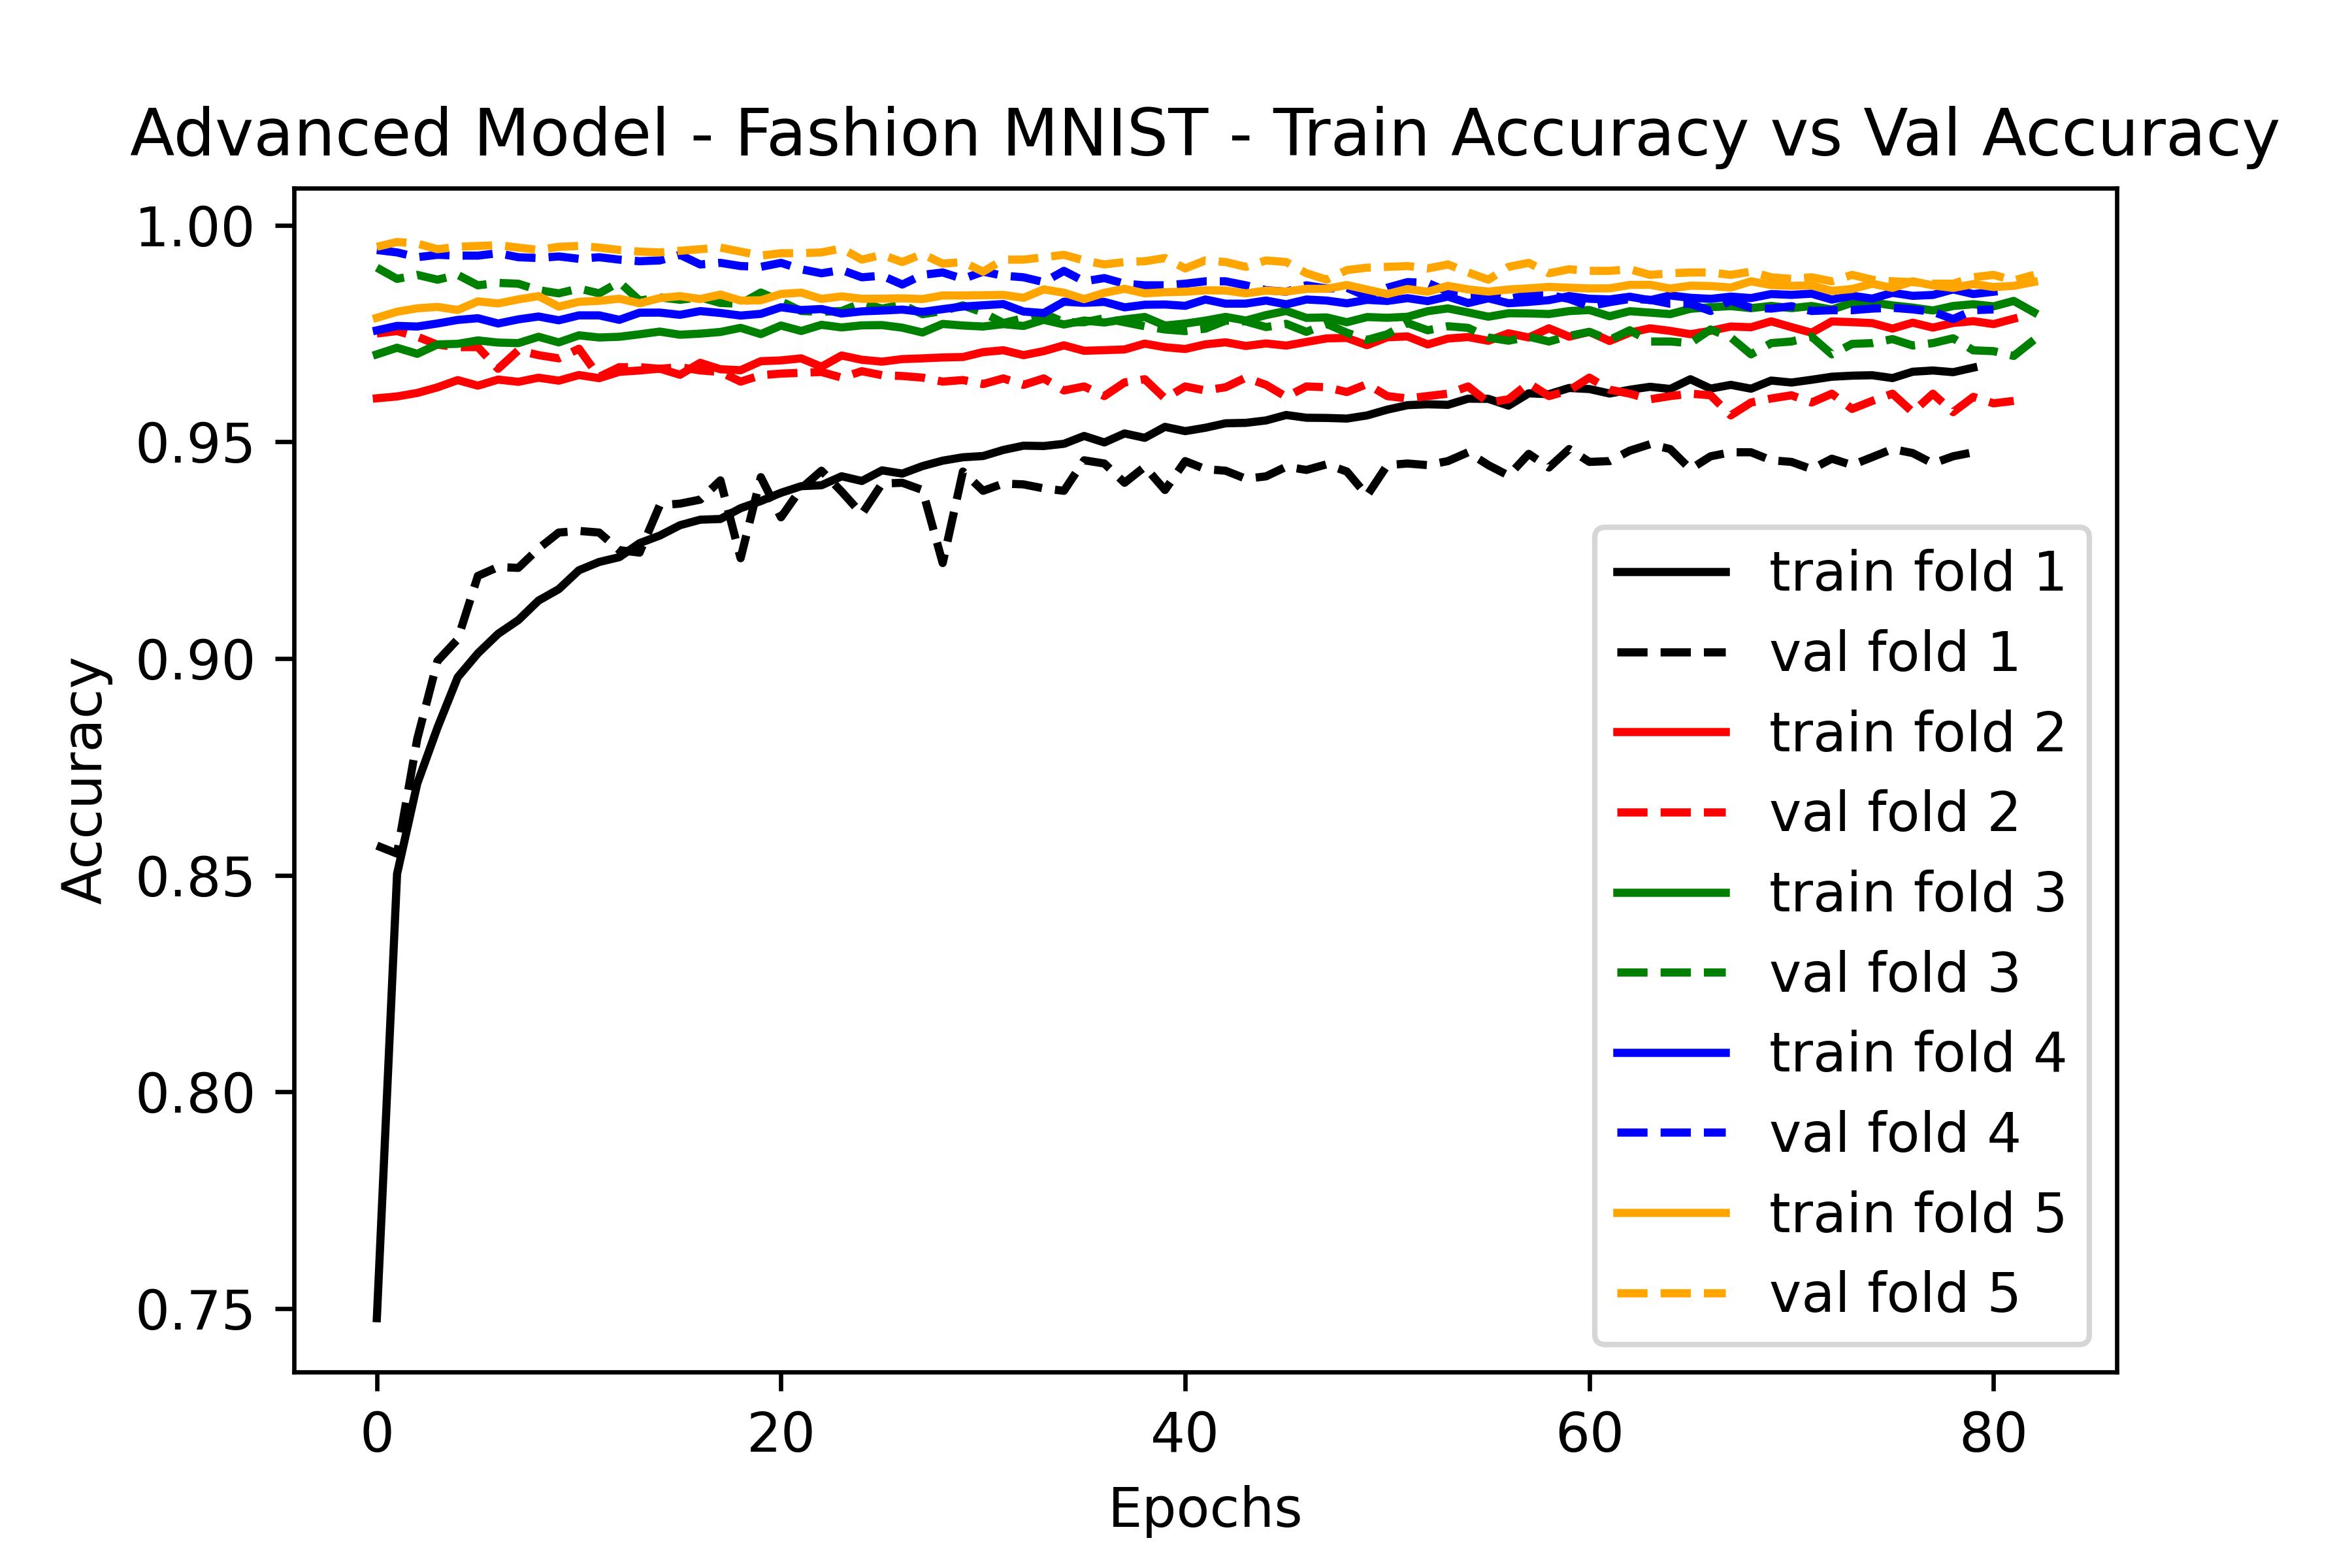 Advanced Model - Fashion MNIST - Train Accuracy vs Val Accuracy
1.00
0.95
0.90
0.85
0.80
0.75
Accuracy
train fold 1
val fold 1
train fold 2
val fold 2
train fold 3
val fold 3
train fold 4
val fold 4
train fold 5
val fold 5
0 20 40 60 80
Epochs